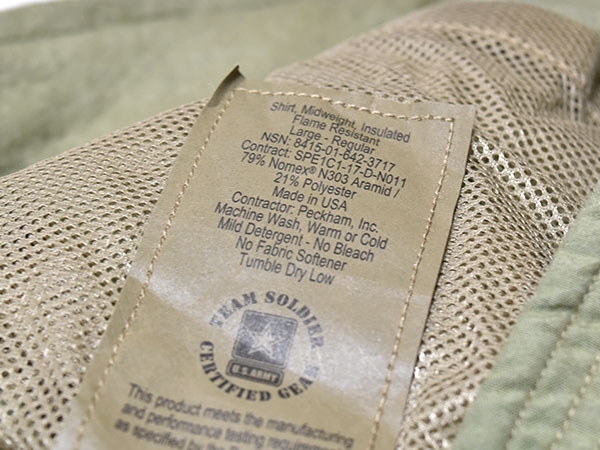 Shirt, Midweight, Insulated
Flame Resistant
Large - Regular
NSN: 8415-01-642-3717
Contract: SPE1C1-17-D-N011
79% Nomex® N303 Aramid /
21% Polyester
Made in USA
Contractor: Peckham, Inc.
Machine Wash, Warm or Cold
Mild Detergent - No Bleach
No Fabric Softener
Tumble Dry Low
TEAM SOLDIER
U.S. ARMY
CERTIFIED GEAR
This product meets the manufacturing
and performance testing requirements
as specified by the